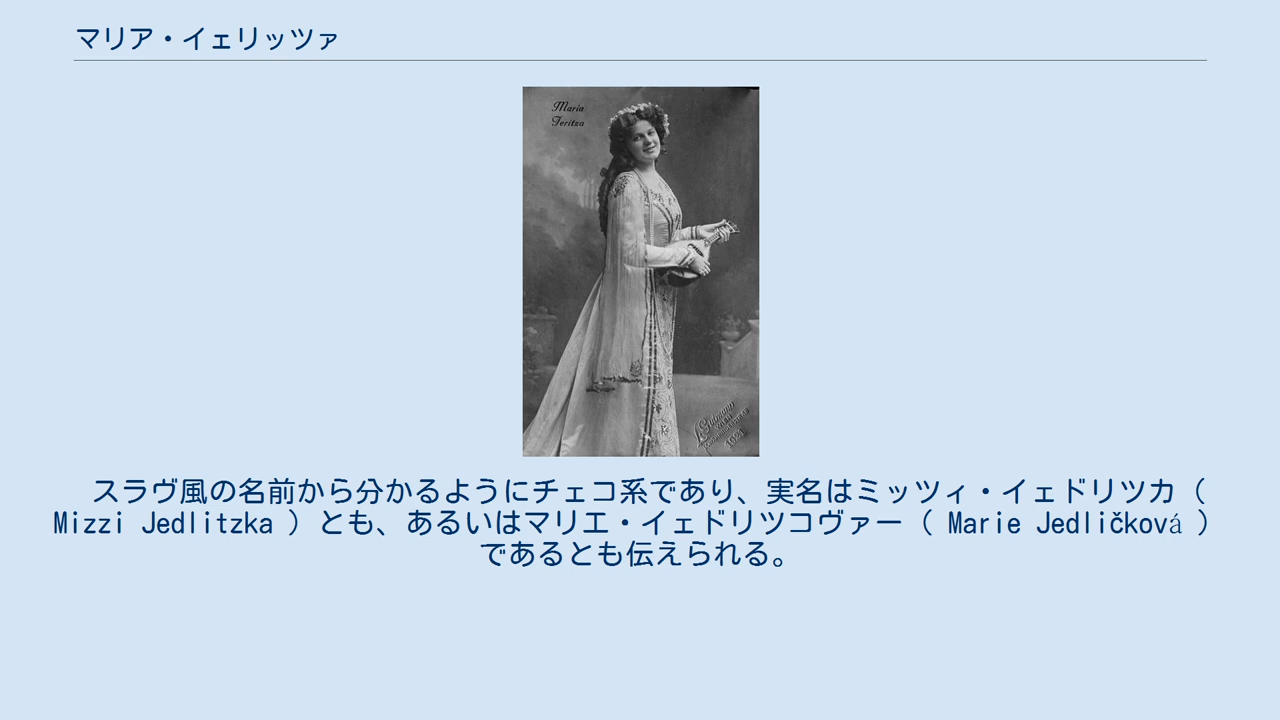 マリア・イェリッツァ
Maria
Jeritza
スラヴ風の名前から分かるようにチェコ系であり、実名はミッツィ・イェドリツカ（
Mizzi Jedlitzka ）とも、あるいはマリエ・イェドリツコヴァー（ Marie Jedličková ）
であるとも伝えられる。